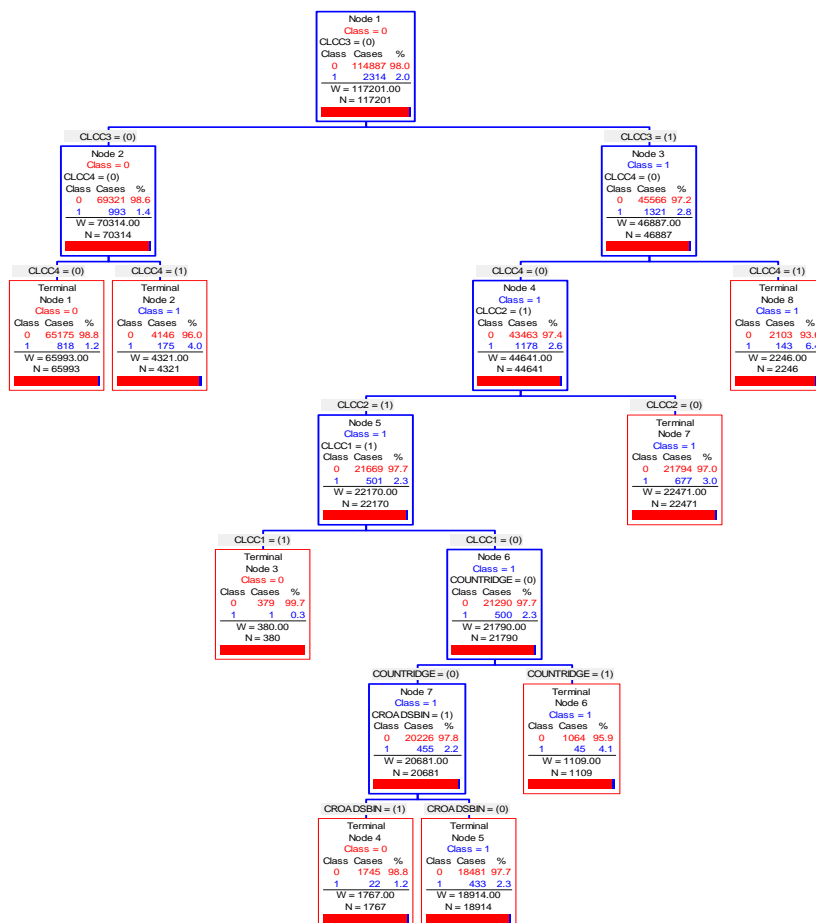 Node 1
Class = 0
CLCC3 = (0)
Class Cases %
0 114887 98.0
1 2314 2.0
W = 117201.00
N = 117201
CLCC3 = (0)
CLCC3 = (1)
Node 2
Class = 0
CLCC4 = (0)
Class Cases %
0 69321 98.6
1 993 1.4
W = 70314.00
N = 70314
Node 3
Class = 1
CLCC4 = (0)
Class Cases %
0 45566 97.2
1 1321 2.8
W = 46887.00
N = 46887
CLCC4 = (0)
CLCC4 = (1)
CLCC4 = (0)
CLCC4 = (1)
Terminal
Node 1
Class = 0
Class Cases %
0 65175 98.8
1 818 1.2
W = 65993.00
N = 65993
Terminal
Node 2
Class = 1
Class Cases %
0 4146 96.0
1 175 4.0
W = 4321.00
N = 4321
Node 4
Class = 1
CLCC2 = (1)
Class Cases %
0 43463 97.4
1 1178 2.6
W = 44641.00
N = 44641
Terminal
Node 8
Class = 1
Class Cases %
0 2103 93.6
1 143 6.4
W = 2246.00
N = 2246
CLCC2 = (1)
CLCC2 = (0)
Node 5
Class = 1
CLCC1 = (1)
Class Cases %
0 21669 97.7
1 501 2.3
W = 22170.00
N = 22170
Terminal
Node 7
Class = 1
Class Cases %
0 21794 97.0
1 677 3.0
W = 22471.00
N = 22471
CLCC1 = (1)
CLCC1 = (0)
Terminal
Node 3
Class = 0
Class Cases %
0 379 99.7
1 1 0.3
W = 380.00
N = 380
Node 6
Class = 1
COUNTRIDGE = (0)
Class Cases %
0 21290 97.7
1 500 2.3
W = 21790.00
N = 21790
COUNTRIDGE = (0)
COUNTRIDGE = (1)
Node 7
Class = 1
CROADSBIN = (1)
Class Cases %
0 20226 97.8
1 455 2.2
W = 20681.00
N = 20681
Terminal
Node 6
Class = 1
Class Cases %
0 1064 95.9
1 45 4.1
W = 1109.00
N = 1109
CROADSBIN = (1)
CROADSBIN = (0)
Terminal
Node 4
Class = 0
Class Cases %
0 1745 98.8
1 22 1.2
W = 1767.00
N = 1767
Terminal
Node 5
Class = 1
Class Cases %
0 18481 97.7
1 433 2.3
W = 18914.00
N = 18914